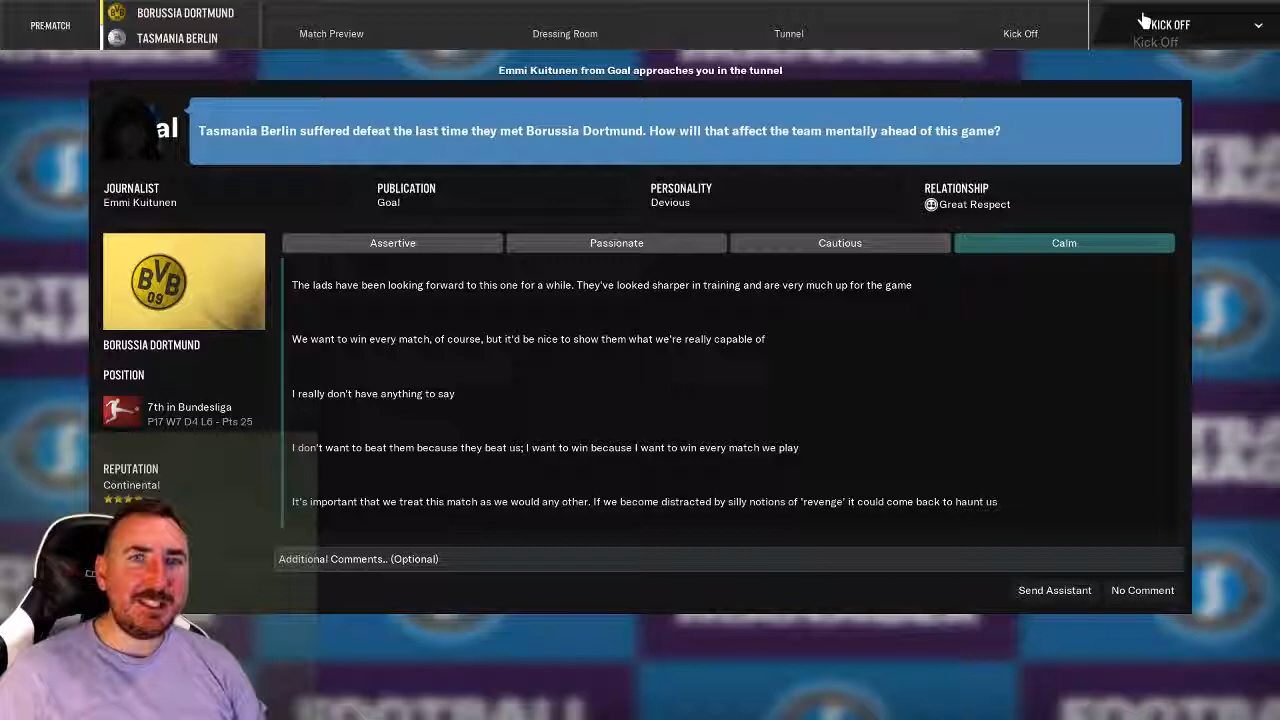 PRE-MATCH
BORUSSIA DORTMUND
TASMANIA BERLIN
Match Preview
Dressing Room
Tunnel
Kick Off
KICK OFF
Kick Off
Emmi Kuitunen from Goal approaches you in the tunnel
al
Tasmania Berlin suffered defeat the last time they met Borussia Dortmund. How will that affect the team mentally ahead of this game?
JOURNALIST
Emmi Kuitunen
PUBLICATION
Goal
PERSONALITY
Devious
RELATIONSHIP
Great Respect
Assertive
Passionate
Cautious
Calm
The lads have been looking forward to this one for a while. They've looked sharper in training and are very much up for the game
We want to win every match, of course, but it'd be nice to show them what we're really capable of
I really don't have anything to say
I don't want to beat them because they beat us; I want to win because I want to win every match we play
It's important that we treat this match as we would any other. If we become distracted by silly notions of 'revenge' it could come back to haunt us
BVB
09
BORUSSIA DORTMUND
POSITION
7th in Bundesliga
P17 W7 D4 L6 - Pts 25
REPUTATION
Continental
Additional Comments.. (Optional)
Send Assistant
No Comment
FOOTBALL